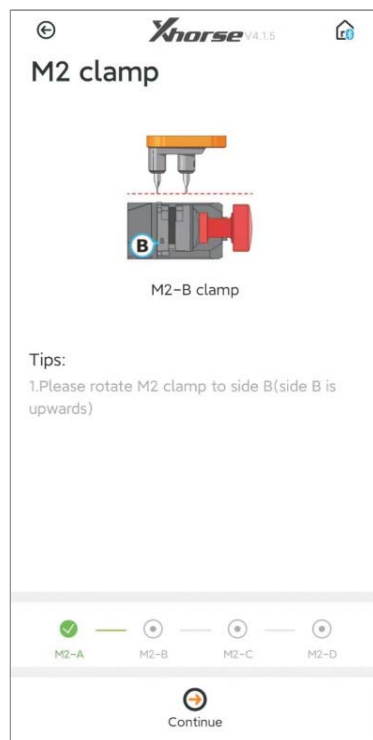 Xhorse V4.1.5
M2 clamp
B
M2-B clamp
Tips:
1.Please rotate M2 clamp to side B(side B is
upwards)
M2-A M2-B M2-C M2-D
Continue